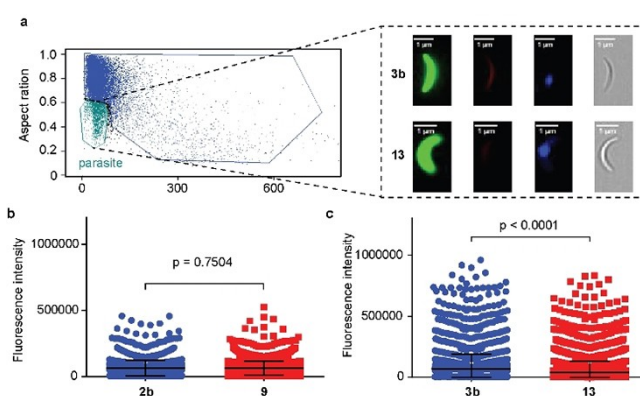 a
Aspect ration
1.0
0.8
0.6
0.4
0.2
0
parasite
0 300 600
1 µm 1 µm 1 µm 1 µm
3b
1 µm 1 µm 1 µm 1 µm
13
b
Fluorescence intensity
1000000
500000
0
p = 0.7504
2b 9
c
Fluorescence intensity
1000000
500000
0
p < 0.0001
3b 13